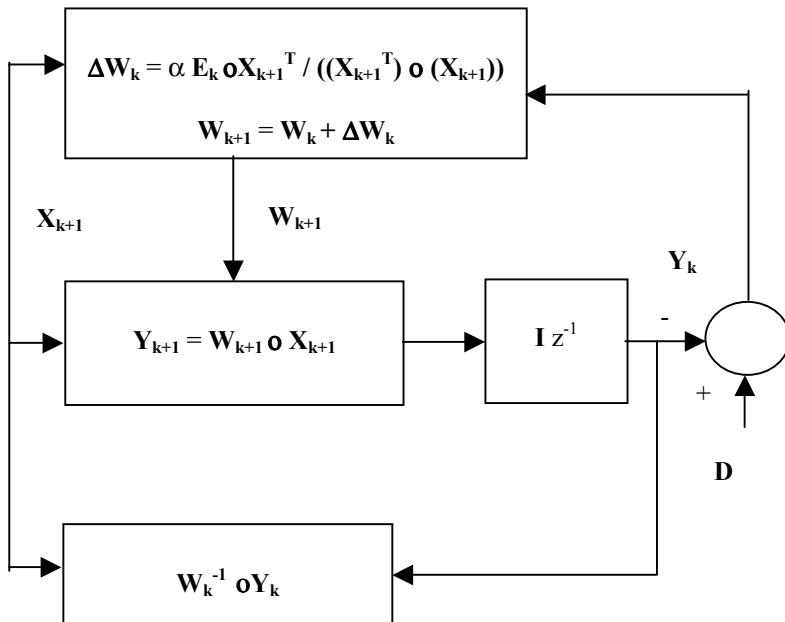 ΔW_k = α E_k o X_{k+1}^T / ((X_{k+1}^T) o (X_{k+1}))
W_{k+1} = W_k + ΔW_k
X_{k+1}
W_{k+1}
Y_k
Y_{k+1} = W_{k+1} o X_{k+1}
I z^{-1}
-
+
D
W_k^{-1} oY_k